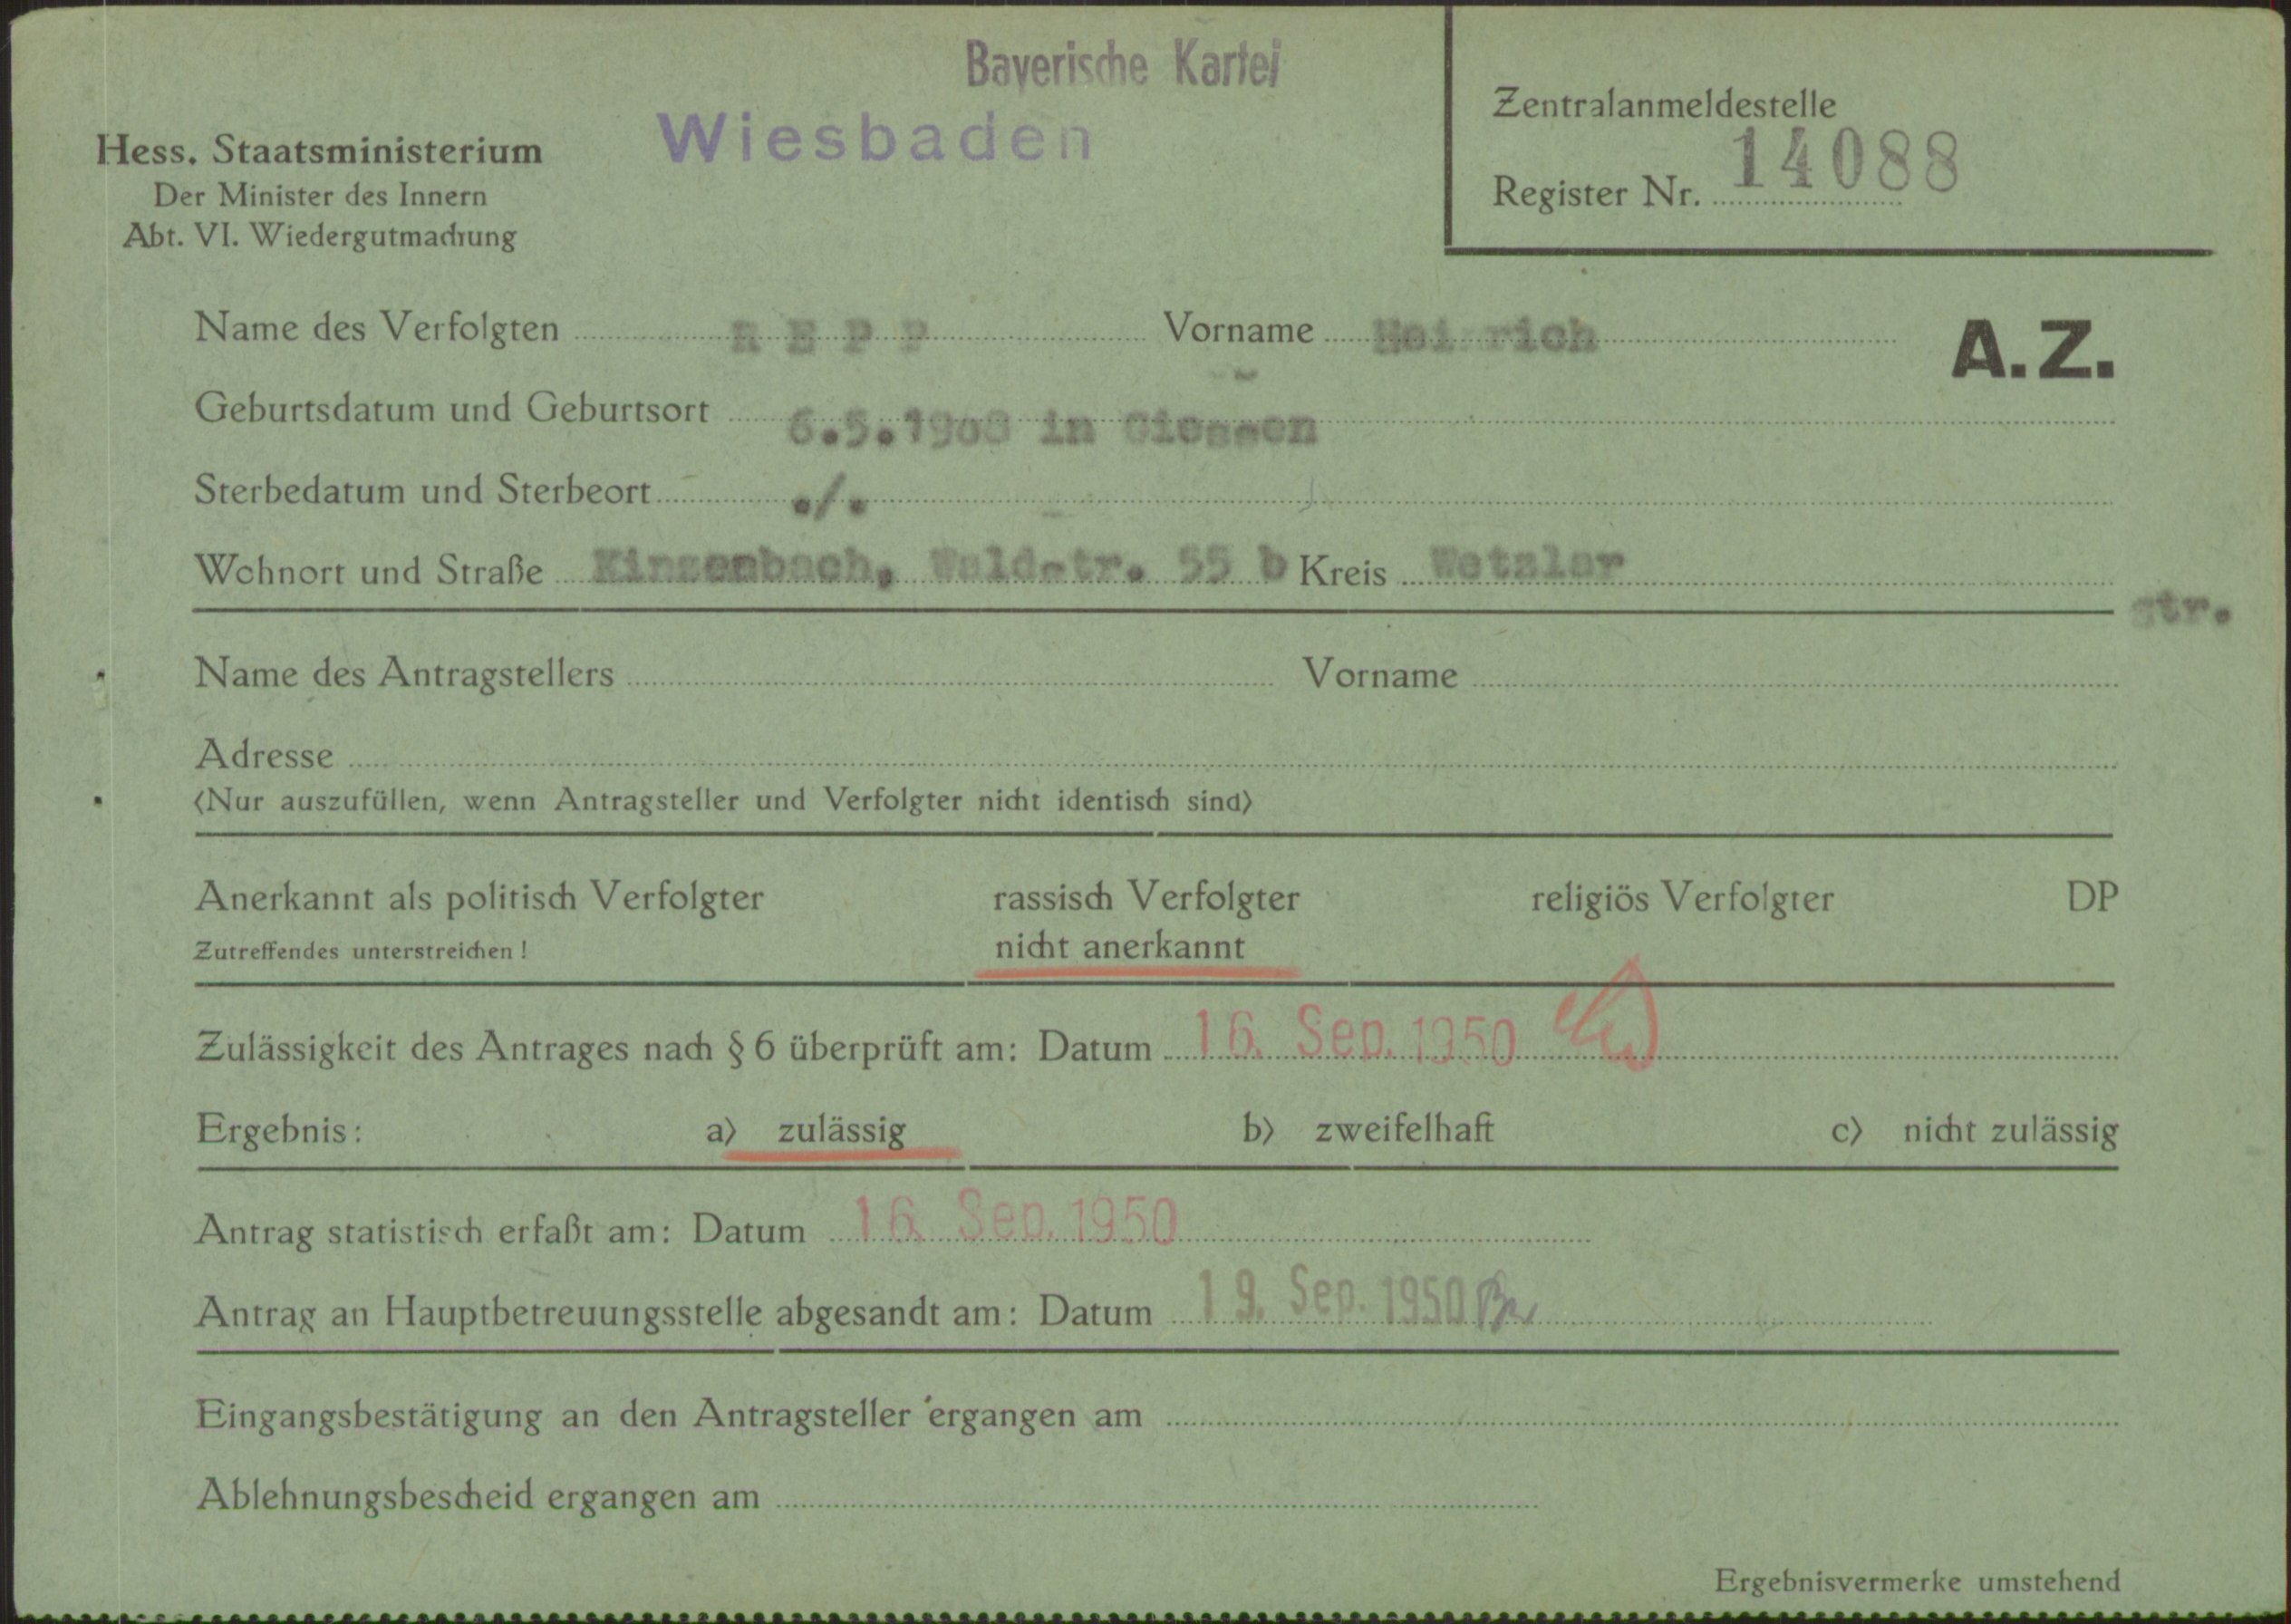 Bayerische Kartei
Wiesbaden
Hess. Staatsministerium
Der Minister des Innern
Abt. VI. Wiedergutmachung
Zentralanmeldestelle
Register Nr. 14088
Name des Verfolgten R E P P Vorname Heinrich
A.Z.
Geburtsdatum und Geburtsort 6.5.1908 in Giessen
Sterbedatum und Sterbeort ./.
Wohnort und Straße Kinzenbach, Waldstr. 55 b Kreis Wetzlar
str.
Name des Antragstellers Vorname
Adresse
(Nur auszufüllen, wenn Antragsteller und Verfolgter nicht identisch sind)
Anerkannt als politisch Verfolgter rassisch Verfolgter religiös Verfolgter DP
Zutreffendes unterstreichen! nicht anerkannt
Zulässigkeit des Antrages nach § 6 überprüft am: Datum 16. Sep. 1950
Ergebnis: a) zulässig b) zweifelhaft c) nicht zulässig
Antrag statistisch erfaßt am: Datum 16. Sep. 1950
Antrag an Hauptbetreuungsstelle abgesandt am: Datum 19. Sep. 1950
Eingangsbestätigung an den Antragsteller ergangen am
Ablehnungsbescheid ergangen am
Ergebnisvermerke umstehend